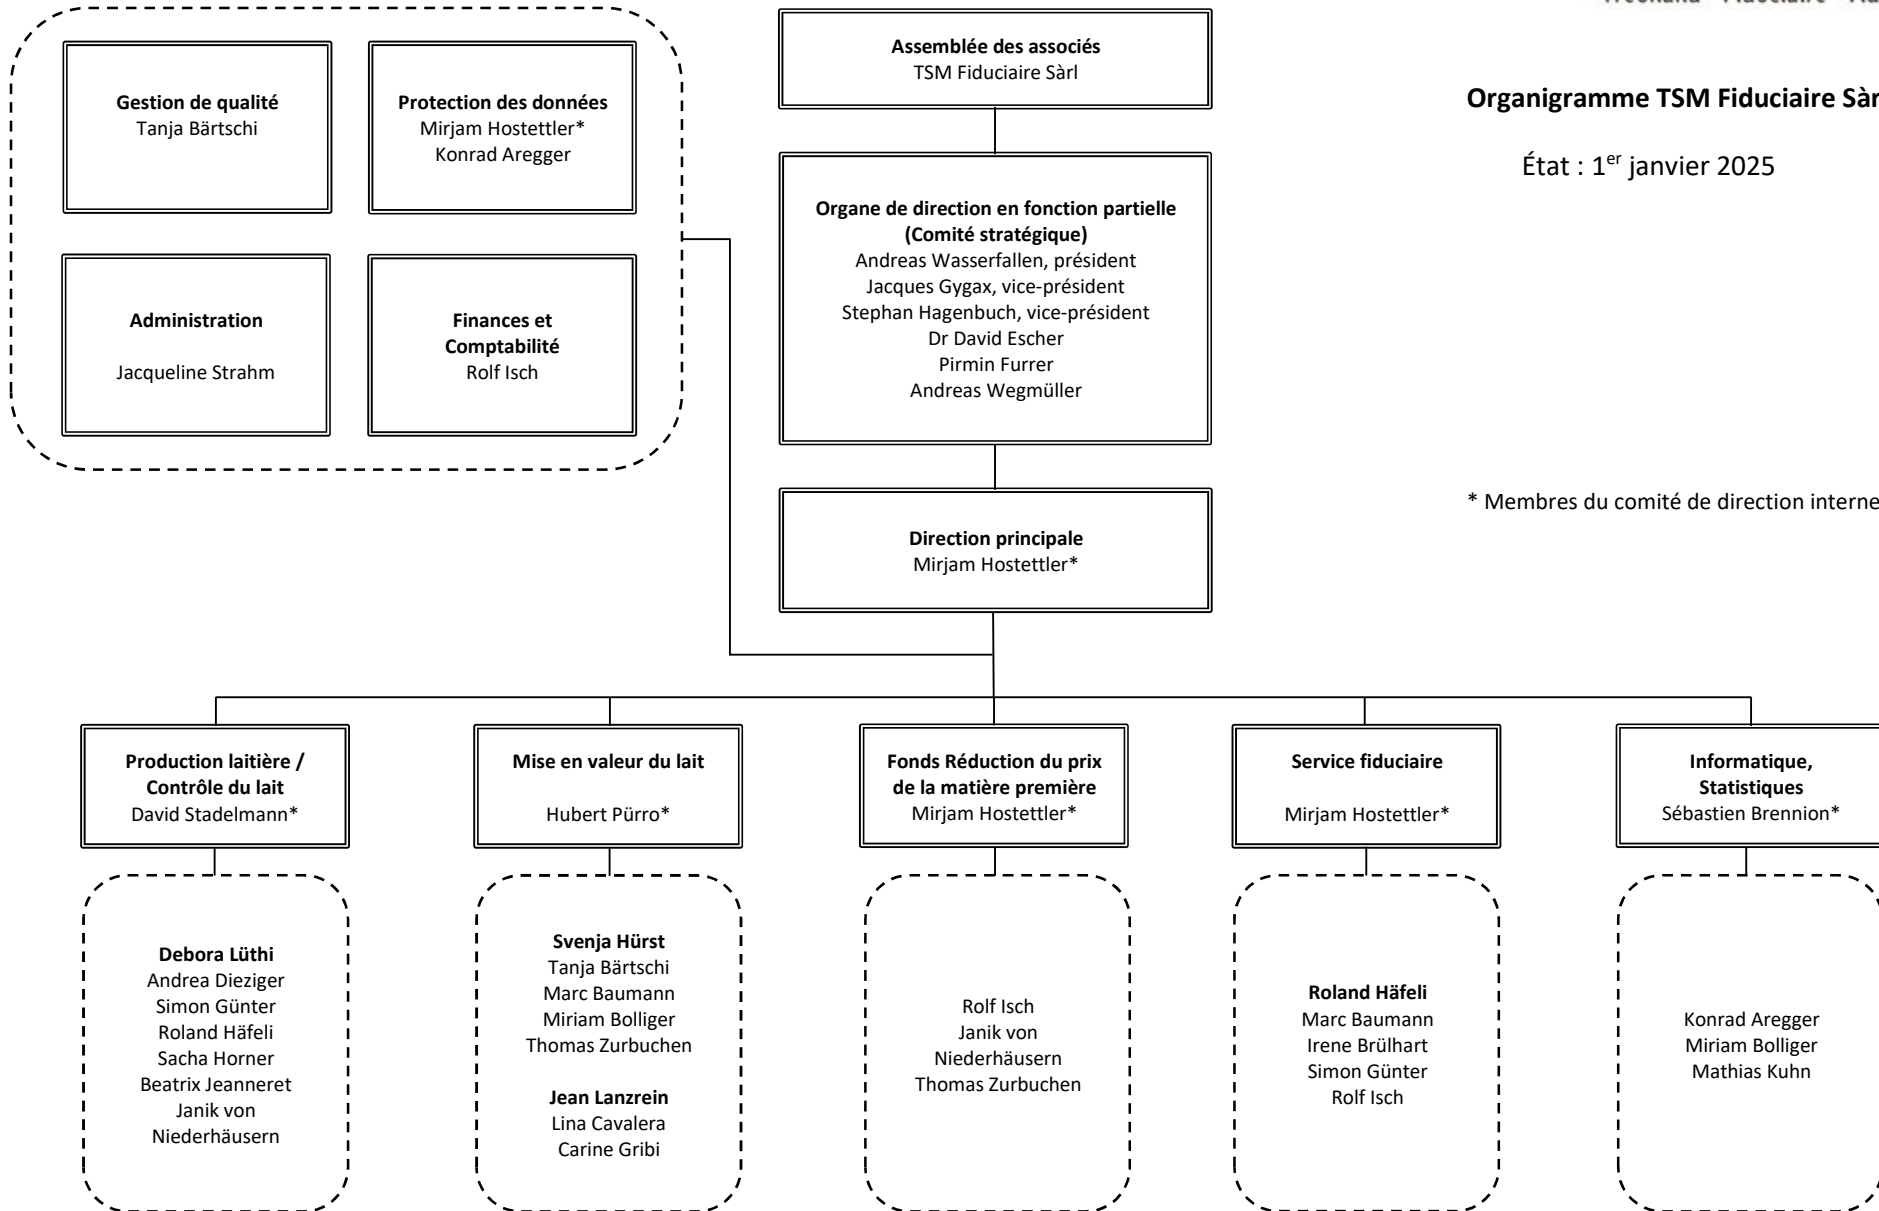 Organigramme TSM Fiduciaire Sàr
État : 1er janvier 2025
Gestion de qualité
Tanja Bärtschi
Protection des données
Mirjam Hostettler*
Konrad Aregger
Administration
Jacqueline Strahm
Finances et
Comptabilité
Rolf Isch
Assemblée des associés
TSM Fiduciaire Sàrl
Organe de direction en fonction partielle
(Comité stratégique)
Andreas Wasserfallen, président
Jacques Gygax, vice-président
Stephan Hagenbuch, vice-président
Dr David Escher
Pirmin Furrer
Andreas Wegmüller
* Membres du comité de direction interne
Direction principale
Mirjam Hostettler*
Production laitière /
Contrôle du lait
David Stadelmann*
Mise en valeur du lait
Hubert Pürro*
Fonds Réduction du prix
de la matière première
Mirjam Hostettler*
Service fiduciaire
Mirjam Hostettler*
Informatique,
Statistiques
Sébastien Brennion*
Debora Lüthi
Andrea Dieziger
Simon Günter
Roland Häfeli
Sacha Horner
Beatrix Jeanneret
Janik von
Niederhäusern
Svenja Hürst
Tanja Bärtschi
Marc Baumann
Miriam Bolliger
Thomas Zurbuchen
Jean Lanzrein
Lina Cavalera
Carine Gribi
Rolf Isch
Janik von
Niederhäusern
Thomas Zurbuchen
Roland Häfeli
Marc Baumann
Irene Brülhart
Simon Günter
Rolf Isch
Konrad Aregger
Miriam Bolliger
Mathias Kuhn